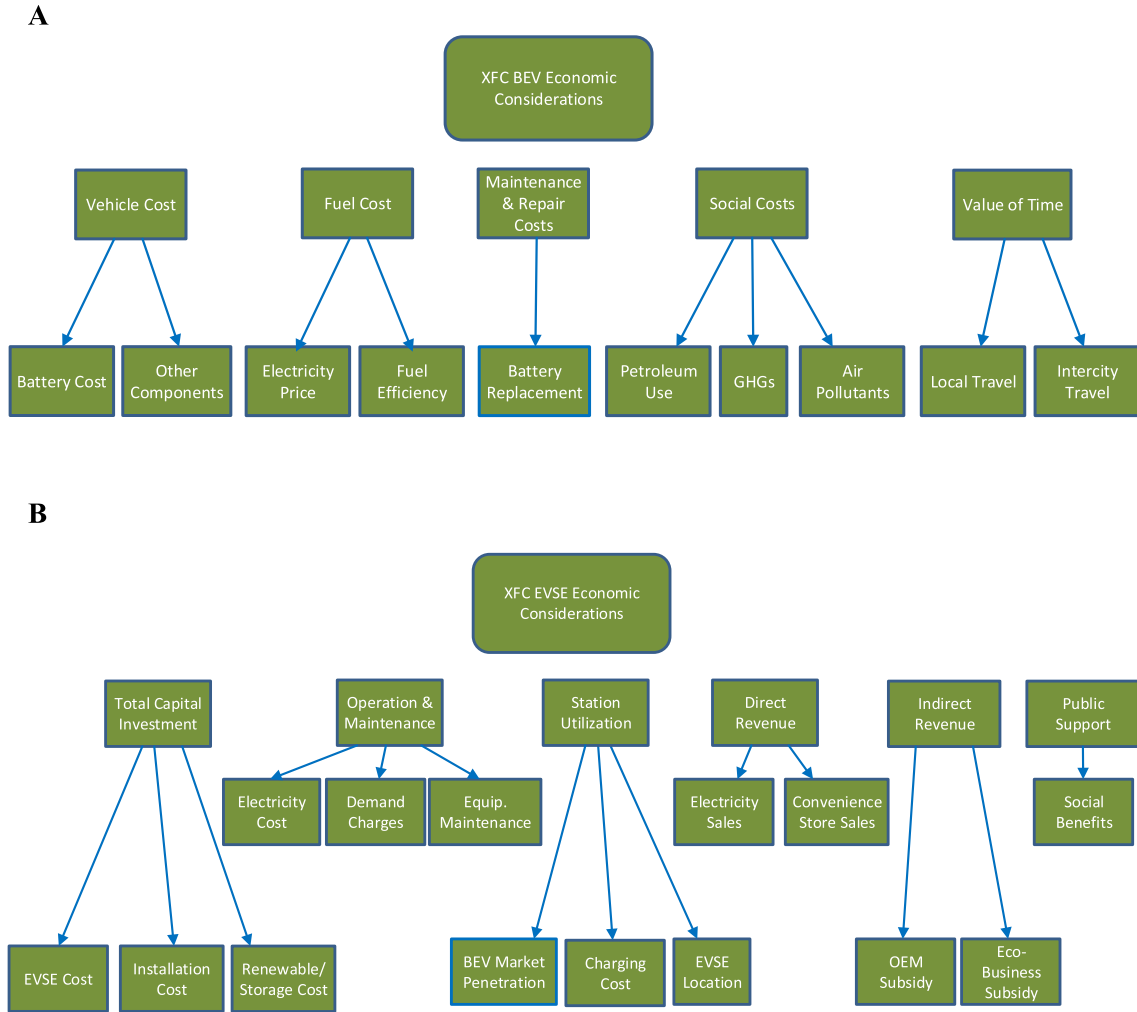 A
XFC BEV Economic
Considerations
Vehicle Cost
Fuel Cost
Maintenance
& Repair
Costs
Social Costs
Value of Time
Battery Cost
Other
Components
Electricity
Price
Fuel
Efficiency
Battery
Replacement
Petroleum
Use
GHGs
Air
Pollutants
Local Travel
Intercity
Travel
B
XFC EVSE Economic
Considerations
Total Capital
Investment
Operation &
Maintenance
Station
Utilization
Direct
Revenue
Indirect
Revenue
Public
Support
Electricity
Cost
Demand
Charges
Equip.
Maintenance
Electricity
Sales
Convenience
Store Sales
Social
Benefits
EVSE Cost
Installation
Cost
Renewable/
Storage Cost
BEV Market
Penetration
Charging
Cost
EVSE
Location
OEM
Subsidy
Eco-
Business
Subsidy